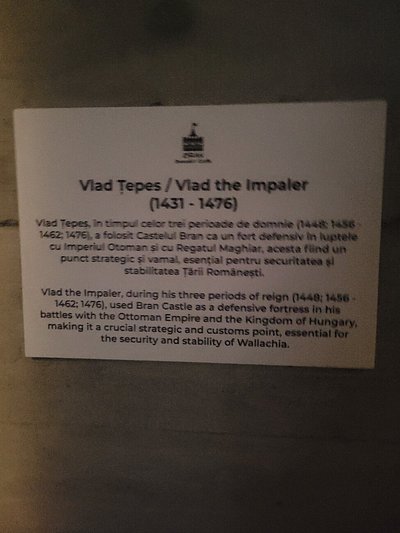 BRAN
Vlad Țepeș / Vlad the Impaler
(1431 - 1476)
Vlad Țepeș, în timpul celor trei perioade de domnie (1448; 1456 -
1462; 1476), a folosit Castelul Bran ca un fort defensiv în luptele
cu Imperiul Otoman și cu Regatul Maghiar, acesta fiind un
punct strategic și vamal, esențial pentru securitatea și
stabilitatea Țării Românești.
Vlad the Impaler, during his three periods of reign (1448; 1456 -
1462; 1476), used Bran Castle as a defensive fortress in his
battles with the Ottoman Empire and the Kingdom of Hungary,
making it a crucial strategic and customs point, essential for
the security and stability of Wallachia.